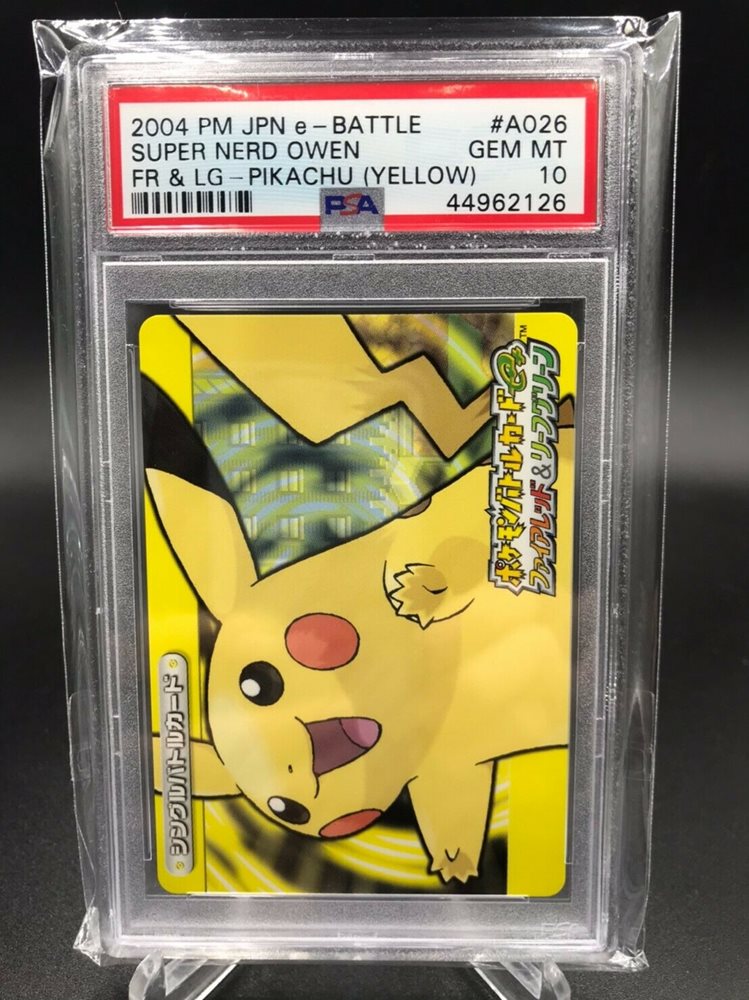 2004 PM JPN e-BATTLE #A026
SUPER NERD OWEN GEM MT
FR & LG-PIKACHU (YELLOW) 10
PSA 44962126
ポケモンバトルカードe+™
ファイアレッド&リーフグリーン
シングルバトルカード